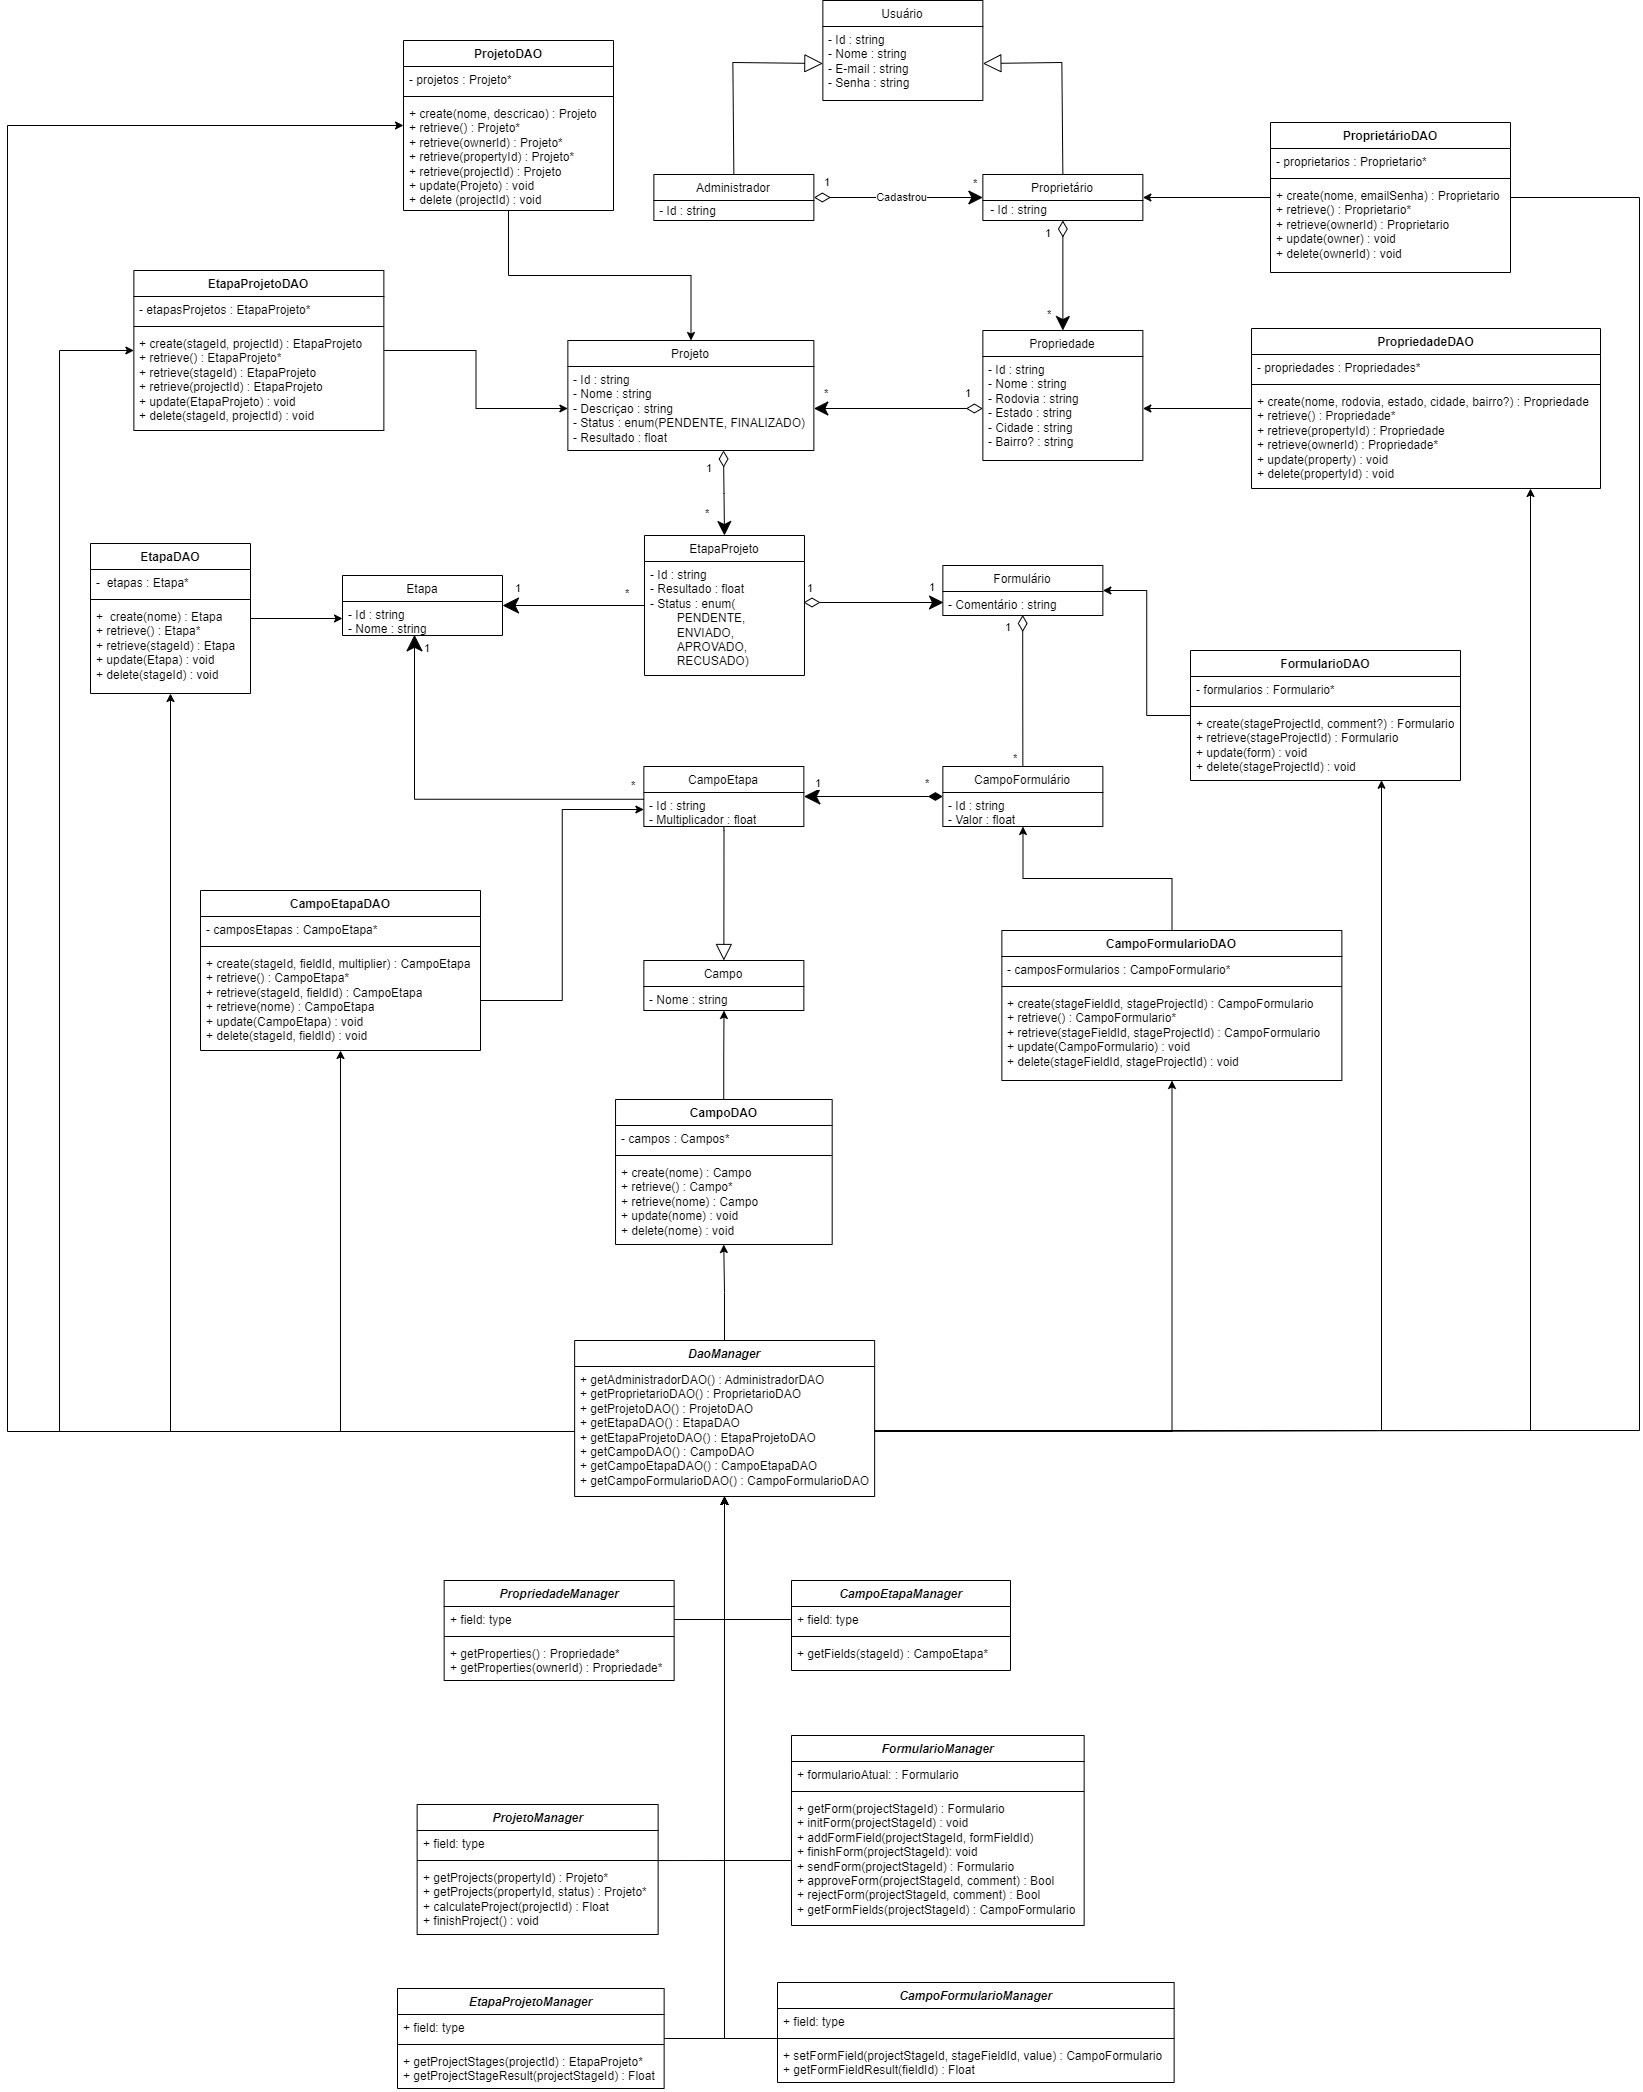 Usuário
- Id : string
- Nome : string
- E-mail : string
- Senha : string
ProjetoDAO
- projetos : Projeto*
+ create(nome, descricao) : Projeto
+ retrieve() : Projeto*
+ retrieve(ownerId) : Projeto*
+ retrieve(propertyId) : Projeto*
+ retrieve(projectId) : Projeto
+ update(Projeto) : void
+ delete (projectId) : void
ProprietárioDAO
- proprietarios : Proprietario*
+ create(nome, emailSenha) : Proprietario
+ retrieve() : Proprietario*
+ retrieve(ownerId) : Proprietario
+ update(owner) : void
+ delete(ownerId) : void
Administrador
- Id : string
1
Cadastrou
*
Proprietário
- Id : string
1
*
EtapaProjetoDAO
- etapasProjetos : EtapaProjeto*
+ create(stageId, projectId) : EtapaProjeto
+ retrieve() : EtapaProjeto*
+ retrieve(stageId) : EtapaProjeto
+ retrieve(projectId) : EtapaProjeto
+ update(EtapaProjeto) : void
+ delete(stageId, projectId) : void
Projeto
- Id : string
- Nome : string
- Descriçao : string
- Status : enum(PENDENTE, FINALIZADO)
- Resultado : float
*
1
Propriedade
- Id : string
- Nome : string
- Rodovia : string
- Estado : string
- Cidade : string
- Bairro? : string
PropriedadeDAO
- propriedades : Propriedades*
+ create(nome, rodovia, estado, cidade, bairro?) : Propriedade
+ retrieve() : Propriedade*
+ retrieve(propertyId) : Propriedade
+ retrieve(ownerId) : Propriedade*
+ update(property) : void
+ delete(propertyId) : void
1
*
EtapaDAO
- etapas : Etapa*
+ create(nome) : Etapa
+ retrieve() : Etapa*
+ retrieve(stageId) : Etapa
+ update(Etapa) : void
+ delete(stageId) : void
Etapa
- Id : string
- Nome : string
1
*
1
EtapaProjeto
- Id : string
- Resultado : float
- Status : enum(
PENDENTE,
ENVIADO,
APROVADO,
RECUSADO)
1
1
Formulário
- Comentário : string
1
*
FormularioDAO
- formularios : Formulario*
+ create(stageProjectId, comment?) : Formulario
+ retrieve(stageProjectId) : Formulario
+ update(form) : void
+ delete(stageProjectId) : void
*
CampoEtapa
- Id : string
- Multiplicador : float
1
*
CampoFormulário
- Id : string
- Valor : float
CampoEtapaDAO
- camposEtapas : CampoEtapa*
+ create(stageId, fieldId, multiplier) : CampoEtapa
+ retrieve() : CampoEtapa*
+ retrieve(stageId, fieldId) : CampoEtapa
+ retrieve(nome) : CampoEtapa
+ update(CampoEtapa) : void
+ delete(stageId, fieldId) : void
Campo
- Nome : string
CampoFormularioDAO
- camposFormularios : CampoFormulario*
+ create(stageFieldId, stageProjectId) : CampoFormulario
+ retrieve() : CampoFormulario*
+ retrieve(stageFieldId, stageProjectId) : CampoFormulario
+ update(CampoFormulario) : void
+ delete(stageFieldId, stageProjectId) : void
CampoDAO
- campos : Campos*
+ create(nome) : Campo
+ retrieve() : Campo*
+ retrieve(nome) : Campo
+ update(nome) : void
+ delete(nome) : void
DaoManager
+ getAdministradorDAO() : AdministradorDAO
+ getProprietarioDAO() : ProprietarioDAO
+ getProjetoDAO() : ProjetoDAO
+ getEtapaDAO() : EtapaDAO
+ getEtapaProjetoDAO() : EtapaProjetoDAO
+ getCampoDAO() : CampoDAO
+ getCampoEtapaDAO() : CampoEtapaDAO
+ getCampoFormularioDAO() : CampoFormularioDAO
PropriedadeManager
+ field: type
+ getProperties() : Propriedade*
+ getProperties(ownerId) : Propriedade*
CampoEtapaManager
+ field: type
+ getFields(stageId) : CampoEtapa*
ProjetoManager
+ field: type
+ getProjects(propertyId) : Projeto*
+ getProjects(propertyId, status) : Projeto*
+ calculateProject(projectId) : Float
+ finishProject() : void
FormularioManager
+ formularioAtual: : Formulario
+ getForm(projectStageId) : Formulario
+ initForm(projectStageId) : void
+ addFormField(projectStageId, formFieldId)
+ finishForm(projectStageId): void
+ sendForm(projectStageId) : Formulario
+ approveForm(projectStageId, comment) : Bool
+ rejectForm(projectStageId, comment) : Bool
+ getFormFields(projectStageId) : CampoFormulario
EtapaProjetoManager
+ field: type
+ getProjectStages(projectId) : EtapaProjeto*
+ getProjectStageResult(projectStageId) : Float
CampoFormularioManager
+ field: type
+ setFormField(projectStageId, stageFieldId, value) : CampoFormulario
+ getFormFieldResult(fieldId) : Float